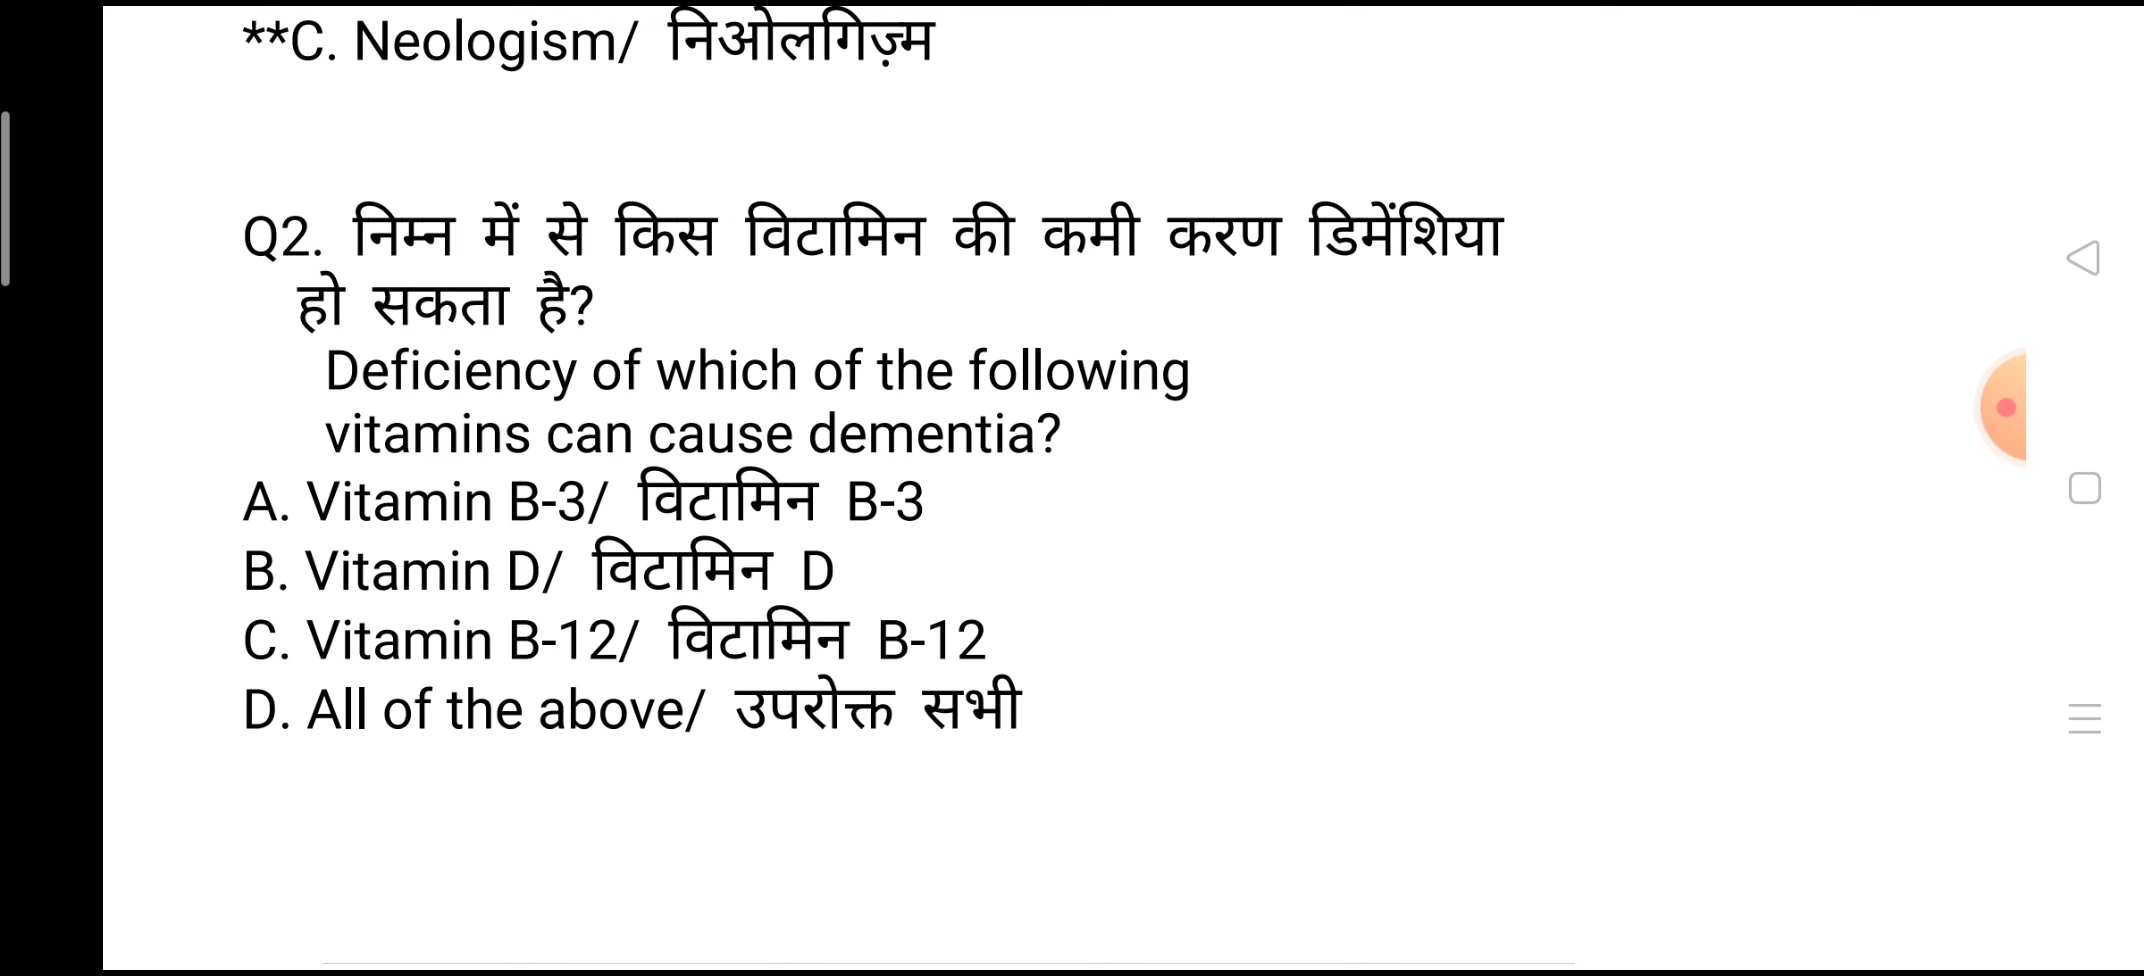 **C. Neologism/ निओलगिज़्म
Q2. निम्न में से किस विटामिन की कमी करण डिमेंशिया
हो सकता है?
Deficiency of which of the following
vitamins can cause dementia?
A. Vitamin B-3/ विटामिन B-3
B. Vitamin D/ विटामिन D
C. Vitamin B-12/ विटामिन B-12
D. All of the above/ उपरोक्त सभी